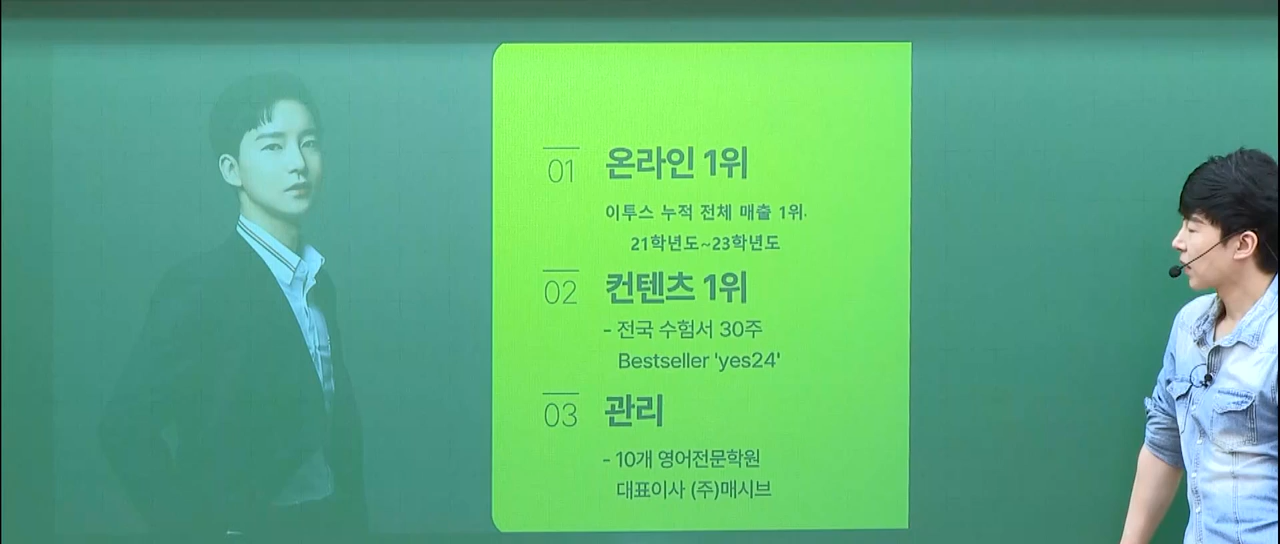 01 온라인 1위
이투스 누적 전체 매출 1위.
21학년도~23학년도
02 컨텐츠 1위
- 전국 수험서 30주
Bestseller 'yes24'
03 관리
- 10개 영어전문학원
대표이사 (주)매시브